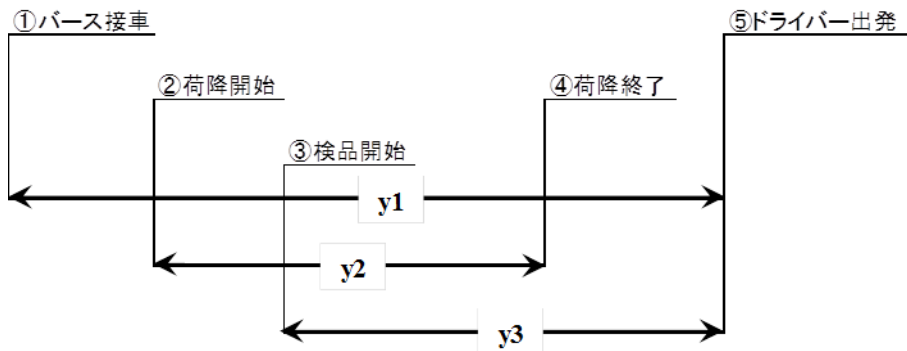 ①バース接車
⑤ドライバー出発
②荷降開始
④荷降終了
③検品開始
y1
y2
y3